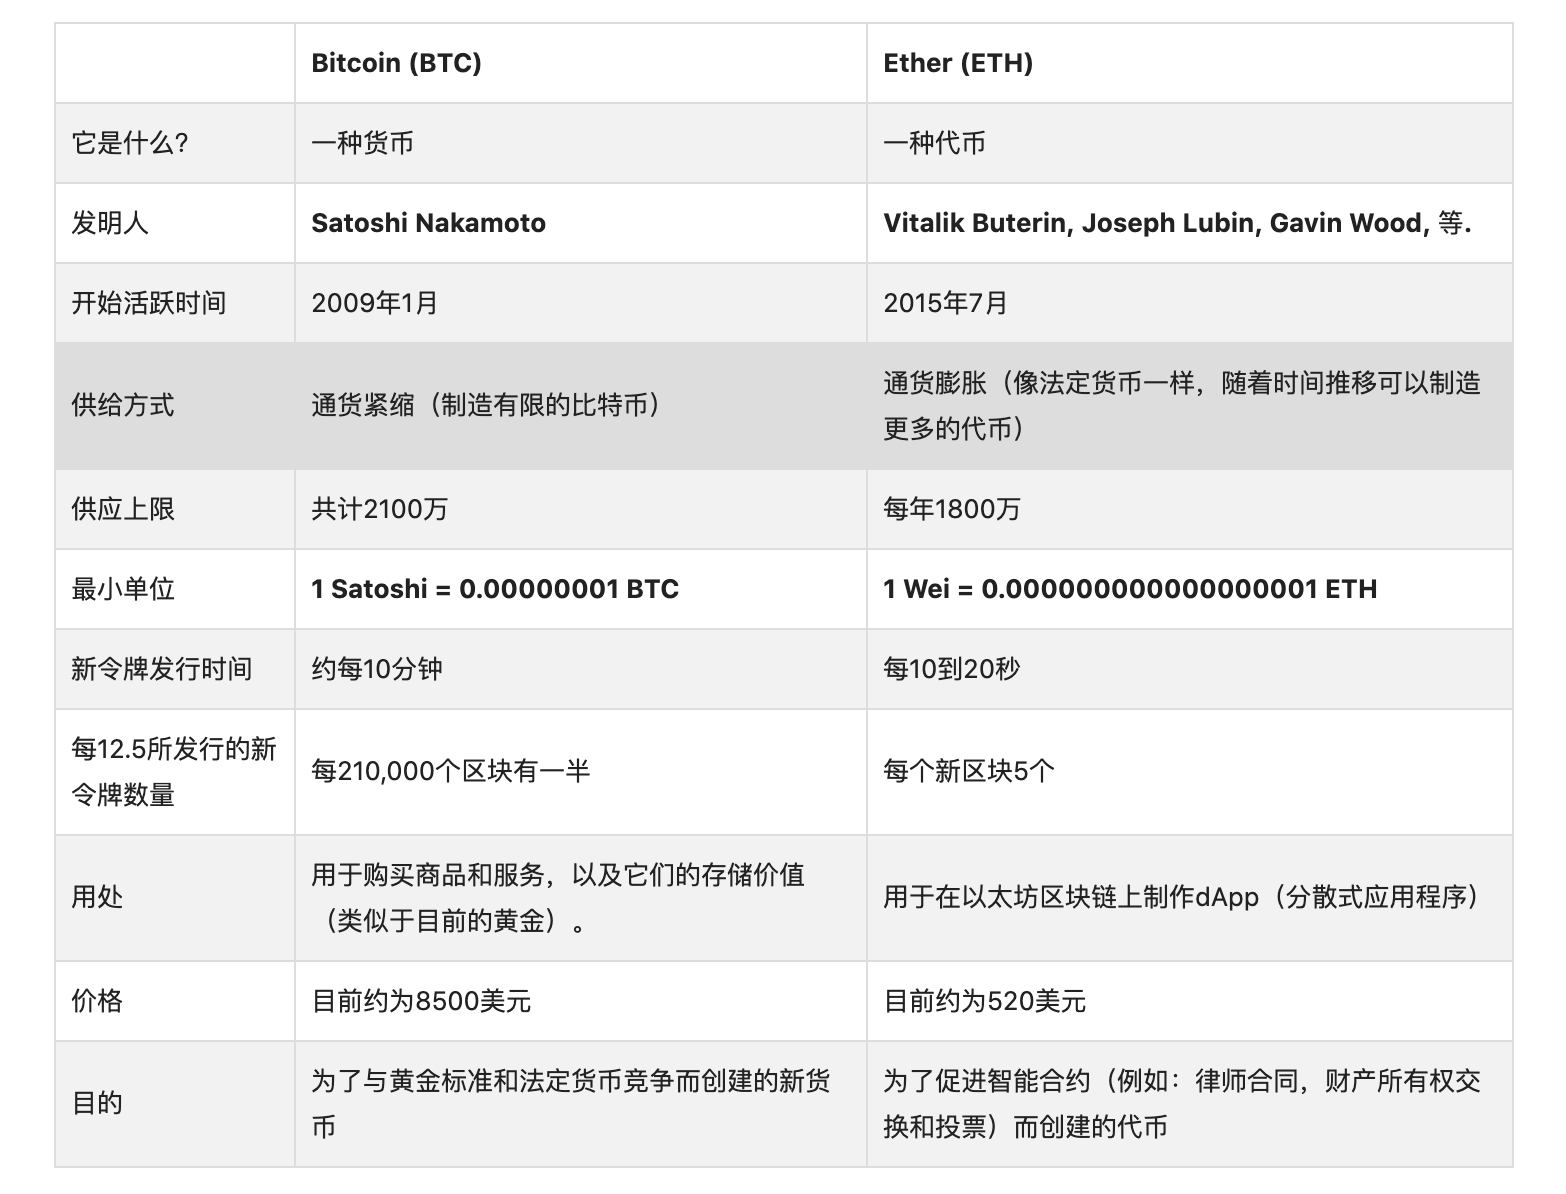 Bitcoin (BTC)
Ether (ETH)
它是什么?
一种货币
一种代币
发明人
Satoshi Nakamoto
Vitalik Buterin, Joseph Lubin, Gavin Wood, 等.
开始活跃时间
2009年1月
2015年7月
供给方式
通货紧缩（制造有限的比特币）
通货膨胀（像法定货币一样，随着时间推移可以制造
更多的代币）
供应上限
共计2100万
每年1800万
最小单位
1 Satoshi = 0.00000001 BTC
1 Wei = 0.000000000000000001 ETH
新令牌发行时间
约每10分钟
每10到20秒
每12.5所发行的新
令牌数量
每210,000个区块有一半
每个新区块5个
用处
用于购买商品和服务，以及它们的存储价值
（类似于目前的黄金）。
用于在以太坊区块链上制作dApp（分散式应用程序）
价格
目前约为8500美元
目前约为520美元
目的
为了与黄金标准和法定货币竞争而创建的新货
币
为了促进智能合约（例如：律师合同，财产所有权交
换和投票）而创建的代币